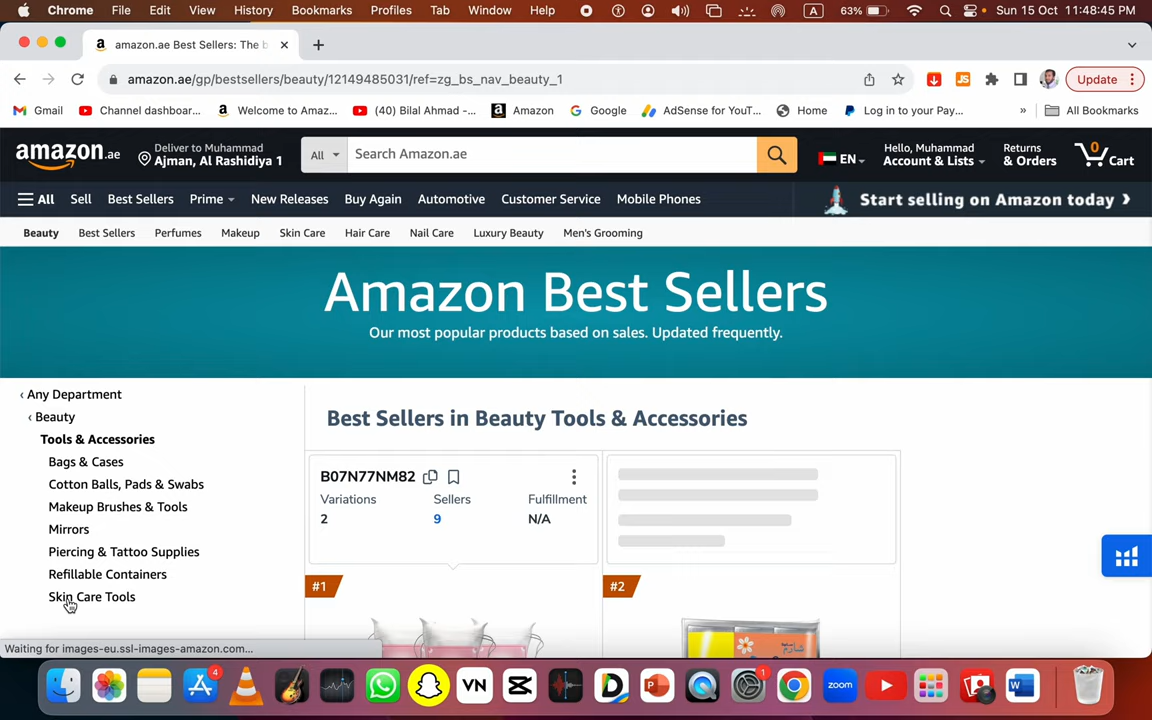 Chrome File Edit View History Bookmarks Profiles Tab Window Help A 63% Sun 15 Oct 11:48:45 PM
a amazon.ae Best Sellers: The b
amazon.ae/gp/bestsellers/beauty/12149485031/ref=zg_bs_nav_beauty_1
JS
Update
Gmail Channel dashboar... Welcome to Amaz... (40) Bilal Ahmad -... Amazon Google AdSense for YouT... Home Log in to your Pay... » All Bookmarks
amazon.ae
Deliver to Muhammad
Ajman, Al Rashidiya 1
All
Search Amazon.ae
EN
Hello, Muhammad
Account & Lists
Returns
& Orders
0
Cart
All Sell Best Sellers Prime New Releases Buy Again Automotive Customer Service Mobile Phones
Start selling on Amazon today
Beauty Best Sellers Perfumes Makeup Skin Care Hair Care Nail Care Luxury Beauty Men's Grooming
Amazon Best Sellers
Our most popular products based on sales. Updated frequently.
‹ Any Department
‹ Beauty
Tools & Accessories
Bags & Cases
Cotton Balls, Pads & Swabs
Makeup Brushes & Tools
Mirrors
Piercing & Tattoo Supplies
Refillable Containers
Skin Care Tools
Best Sellers in Beauty Tools & Accessories
B07N77NM82
Variations Sellers Fulfillment
2 9 N/A
#1
#2
Waiting for images-eu.ssl-images-amazon.com...
4
VN
zoom
1
P
W